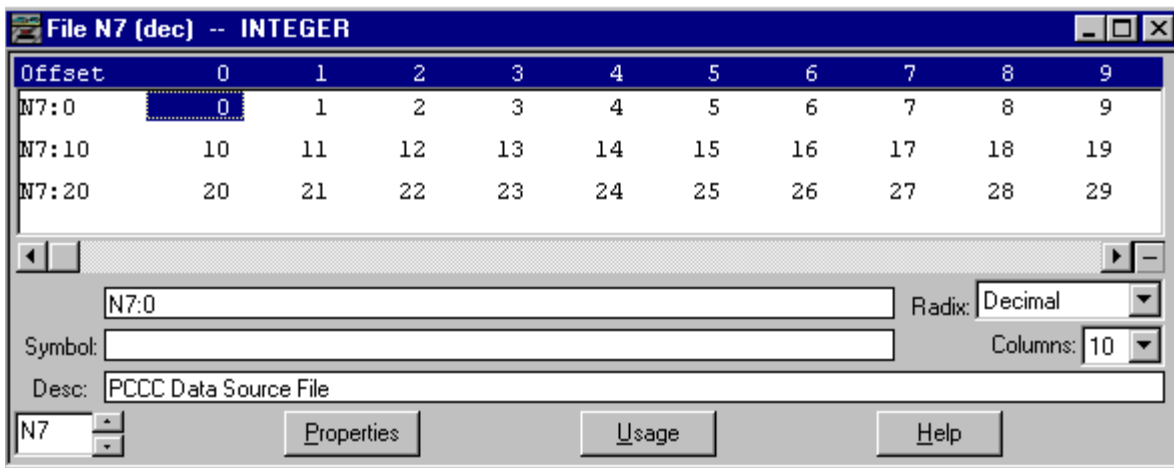 File N7 (dec) -- INTEGER
Offset 0 1 2 3 4 5 6 7 8 9
N7:0 0 1 2 3 4 5 6 7 8 9
N7:10 10 11 12 13 14 15 16 17 18 19
N7:20 20 21 22 23 24 25 26 27 28 29
N7:0 Radix: Decimal
Symbol: Columns: 10
Desc: PCCC Data Source File
N7 Properties Usage Help